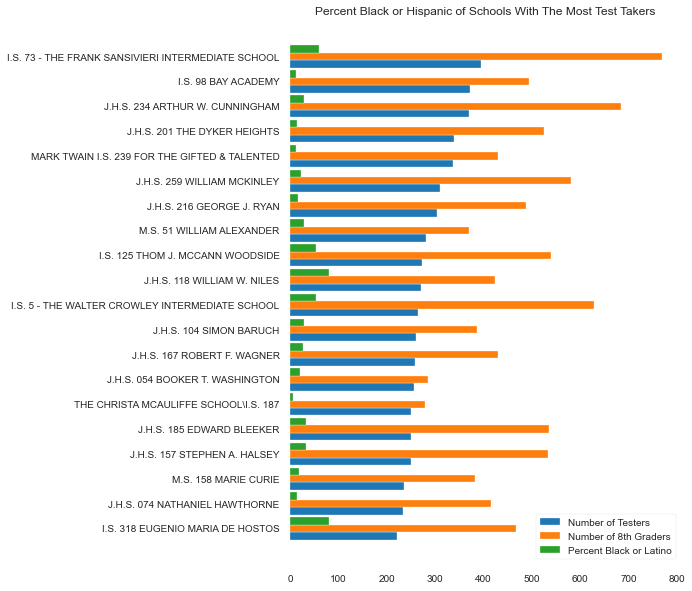 Percent Black or Hispanic of Schools With The Most Test Takers
I.S. 73 - THE FRANK SANSIVIERI INTERMEDIATE SCHOOL
I.S. 98 BAY ACADEMY
J.H.S. 234 ARTHUR W. CUNNINGHAM
J.H.S. 201 THE DYKER HEIGHTS
MARK TWAIN I.S. 239 FOR THE GIFTED & TALENTED
J.H.S. 259 WILLIAM MCKINLEY
J.H.S. 216 GEORGE J. RYAN
M.S. 51 WILLIAM ALEXANDER
I.S. 125 THOM J. MCCANN WOODSIDE
J.H.S. 118 WILLIAM W. NILES
I.S. 5 - THE WALTER CROWLEY INTERMEDIATE SCHOOL
J.H.S. 104 SIMON BARUCH
J.H.S. 167 ROBERT F. WAGNER
J.H.S. 054 BOOKER T. WASHINGTON
THE CHRISTA MCAULIFFE SCHOOL\I.S. 187
J.H.S. 185 EDWARD BLEEKER
J.H.S. 157 STEPHEN A. HALSEY
M.S. 158 MARIE CURIE
J.H.S. 074 NATHANIEL HAWTHORNE
I.S. 318 EUGENIO MARIA DE HOSTOS
Number of Testers
Number of 8th Graders
Percent Black or Latino
0 100 200 300 400 500 600 700 800